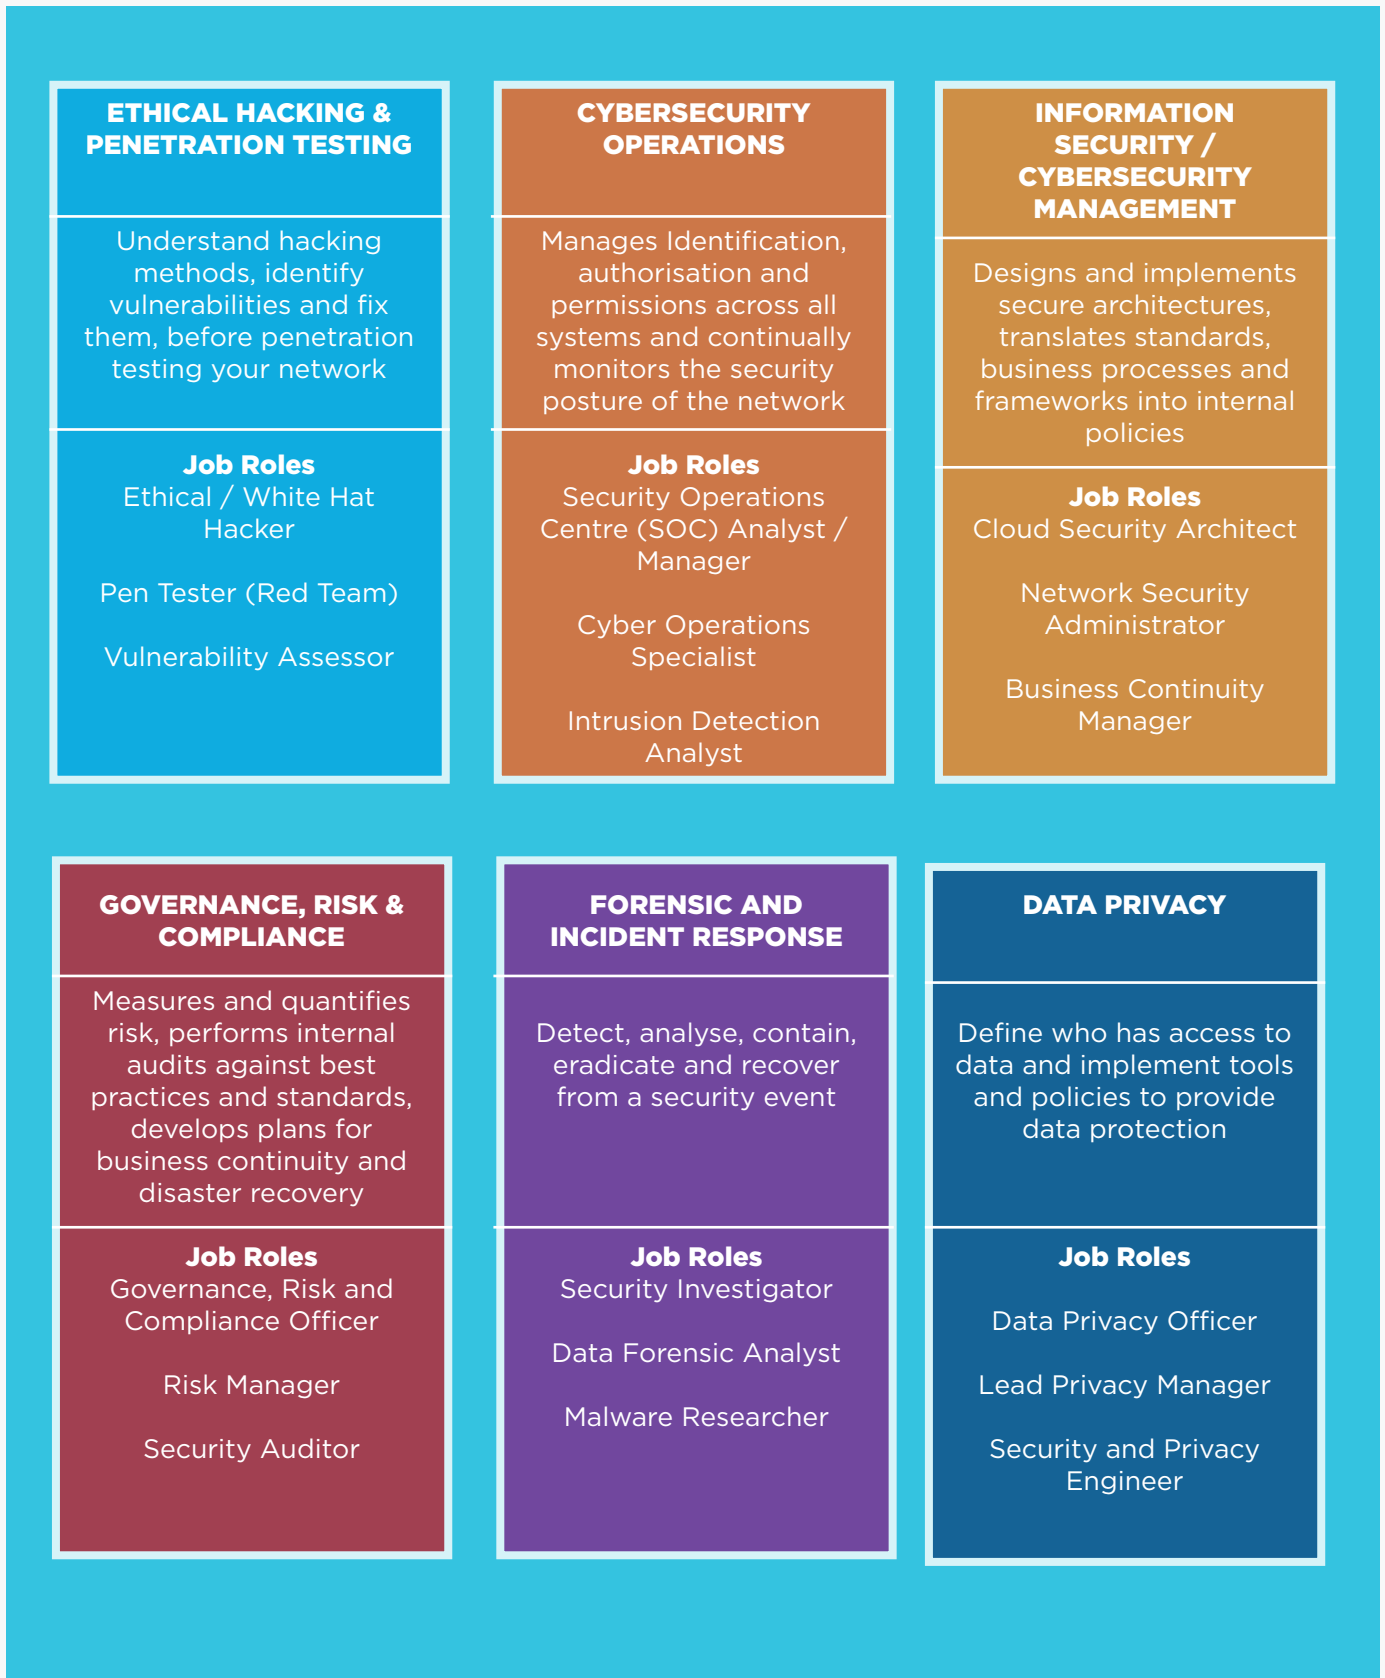 ETHICAL HACKING &
PENETRATION TESTING
Understand hacking
methods, identify
vulnerabilities and fix
them, before penetration
testing your network
Job Roles
Ethical / White Hat
Hacker
Pen Tester (Red Team)
Vulnerability Assessor
CYBERSECURITY
OPERATIONS
Manages Identification,
authorisation and
permissions across all
systems and continually
monitors the security
posture of the network
Job Roles
Security Operations
Centre (SOC) Analyst /
Manager
Cyber Operations
Specialist
Intrusion Detection
Analyst
INFORMATION
SECURITY /
CYBERSECURITY
MANAGEMENT
Designs and implements
secure architectures,
translates standards,
business processes and
frameworks into internal
policies
Job Roles
Cloud Security Architect
Network Security
Administrator
Business Continuity
Manager
GOVERNANCE, RISK &
COMPLIANCE
Measures and quantifies
risk, performs internal
audits against best
practices and standards,
develops plans for
business continuity and
disaster recovery
Job Roles
Governance, Risk and
Compliance Officer
Risk Manager
Security Auditor
FORENSIC AND
INCIDENT RESPONSE
Detect, analyse, contain,
eradicate and recover
from a security event
Job Roles
Security Investigator
Data Forensic Analyst
Malware Researcher
DATA PRIVACY
Define who has access to
data and implement tools
and policies to provide
data protection
Job Roles
Data Privacy Officer
Lead Privacy Manager
Security and Privacy
Engineer